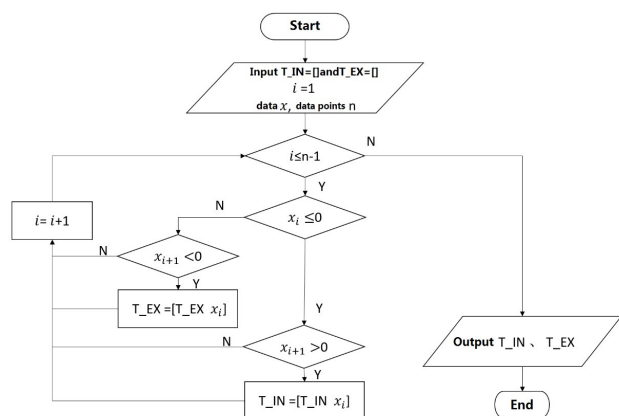 Start
Input T_IN=[]andT_EX=[]
i =1
data x, data points n
i≤n-1
N
Y
i= i+1
N
xᵢ ≤0
N
xᵢ₊₁ <0
Y
T_EX =[T_EX xᵢ]
Y
N
xᵢ₊₁ >0
Y
T_IN =[T_IN xᵢ]
Output T_IN 、 T_EX
End